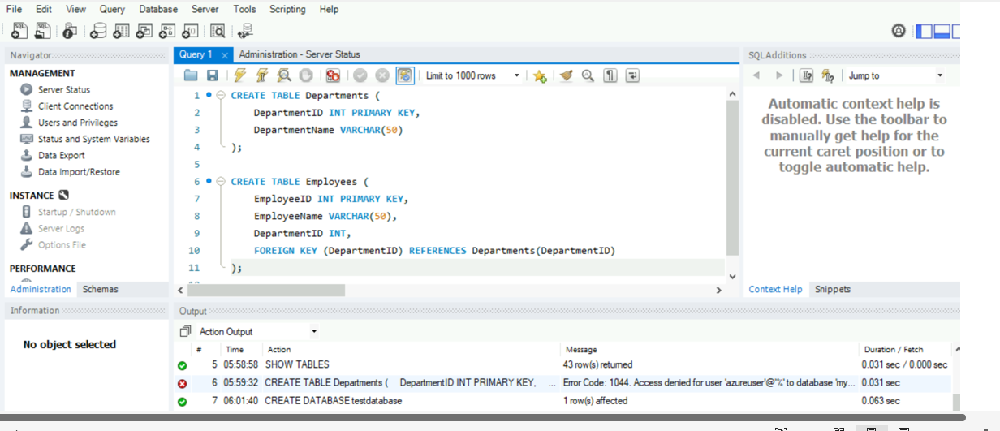 File Edit View Query Database Server Tools Scripting Help
Navigator
MANAGEMENT
Server Status
Client Connections
Users and Privileges
Status and System Variables
Data Export
Data Import/Restore
INSTANCE
Startup / Shutdown
Server Logs
Options File
PERFORMANCE
Administration Schemas
Information
No object selected
Query 1 × Administration - Server Status
Limit to 1000 rows
1 CREATE TABLE Departments (
2 DepartmentID INT PRIMARY KEY,
3 DepartmentName VARCHAR(50)
4 );
5
6 CREATE TABLE Employees (
7 EmployeeID INT PRIMARY KEY,
8 EmployeeName VARCHAR(50),
9 DepartmentID INT,
10 FOREIGN KEY (DepartmentID) REFERENCES Departments(DepartmentID)
11 );
SQLAdditions
Jump to
Automatic context help is
disabled. Use the toolbar to
manually get help for the
current caret position or to
toggle automatic help.
Context Help Snippets
Output
Action Output
# Time Action Message Duration / Fetch
5 05:58:58 SHOW TABLES 43 row(s) returned 0.031 sec / 0.000 sec
6 05:59:32 CREATE TABLE Departments ( DepartmentID INT PRIMARY KEY, ... Error Code: 1044. Access denied for user 'azureuser'@'%' to database 'my... 0.031 sec
7 06:01:40 CREATE DATABASE testdatabase 1 row(s) affected 0.063 sec